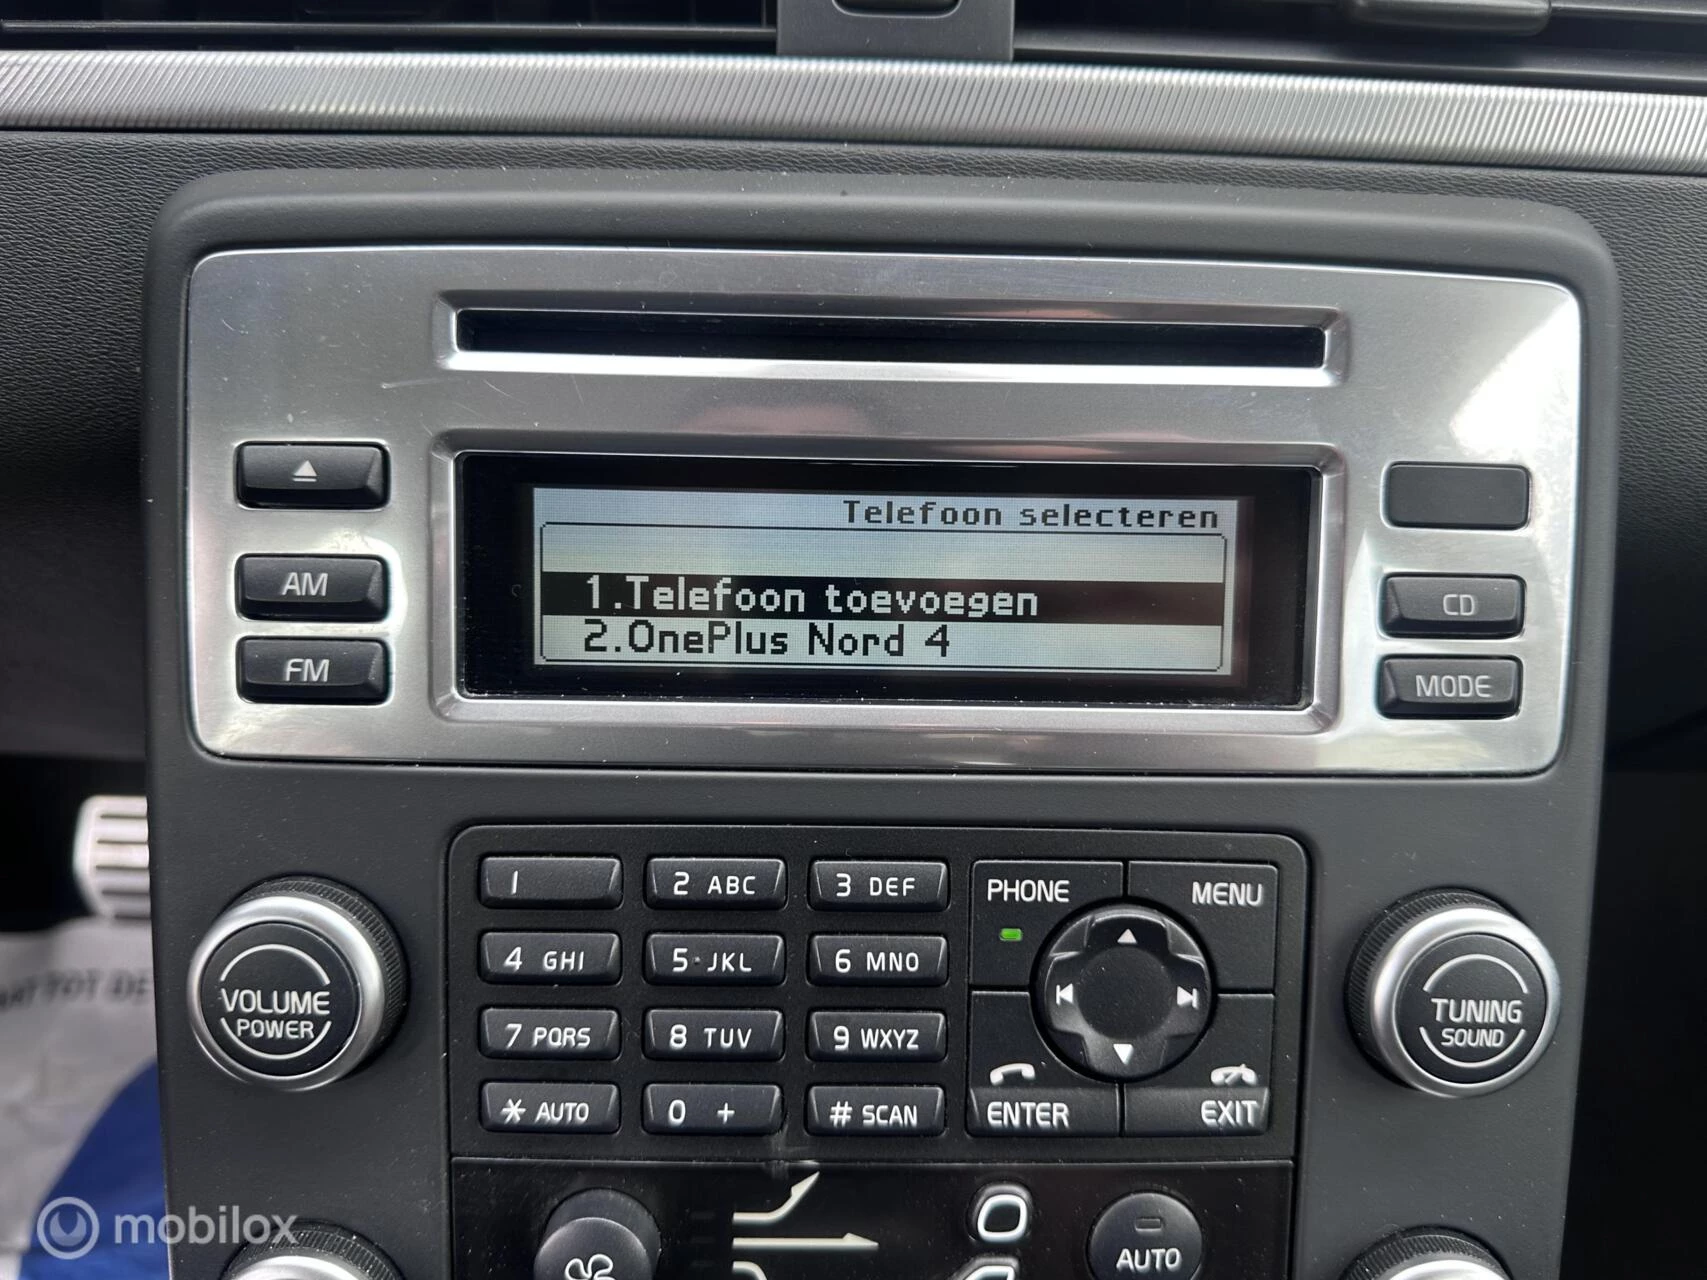 Telefoon selecteren
1.Telefoon toevoegen
2.OnePlus Nord 4
AM
FM
CD
MODE
1
2 ABC
3 DEF
PHONE
MENU
4 GHI
5 JKL
6 MNO
7 PQRS
8 TUV
9 WXYZ
* AUTO
0 +
# SCAN
ENTER
EXIT
VOLUME
POWER
TUNING
SOUND
AUTO
TOT DE
mobilox